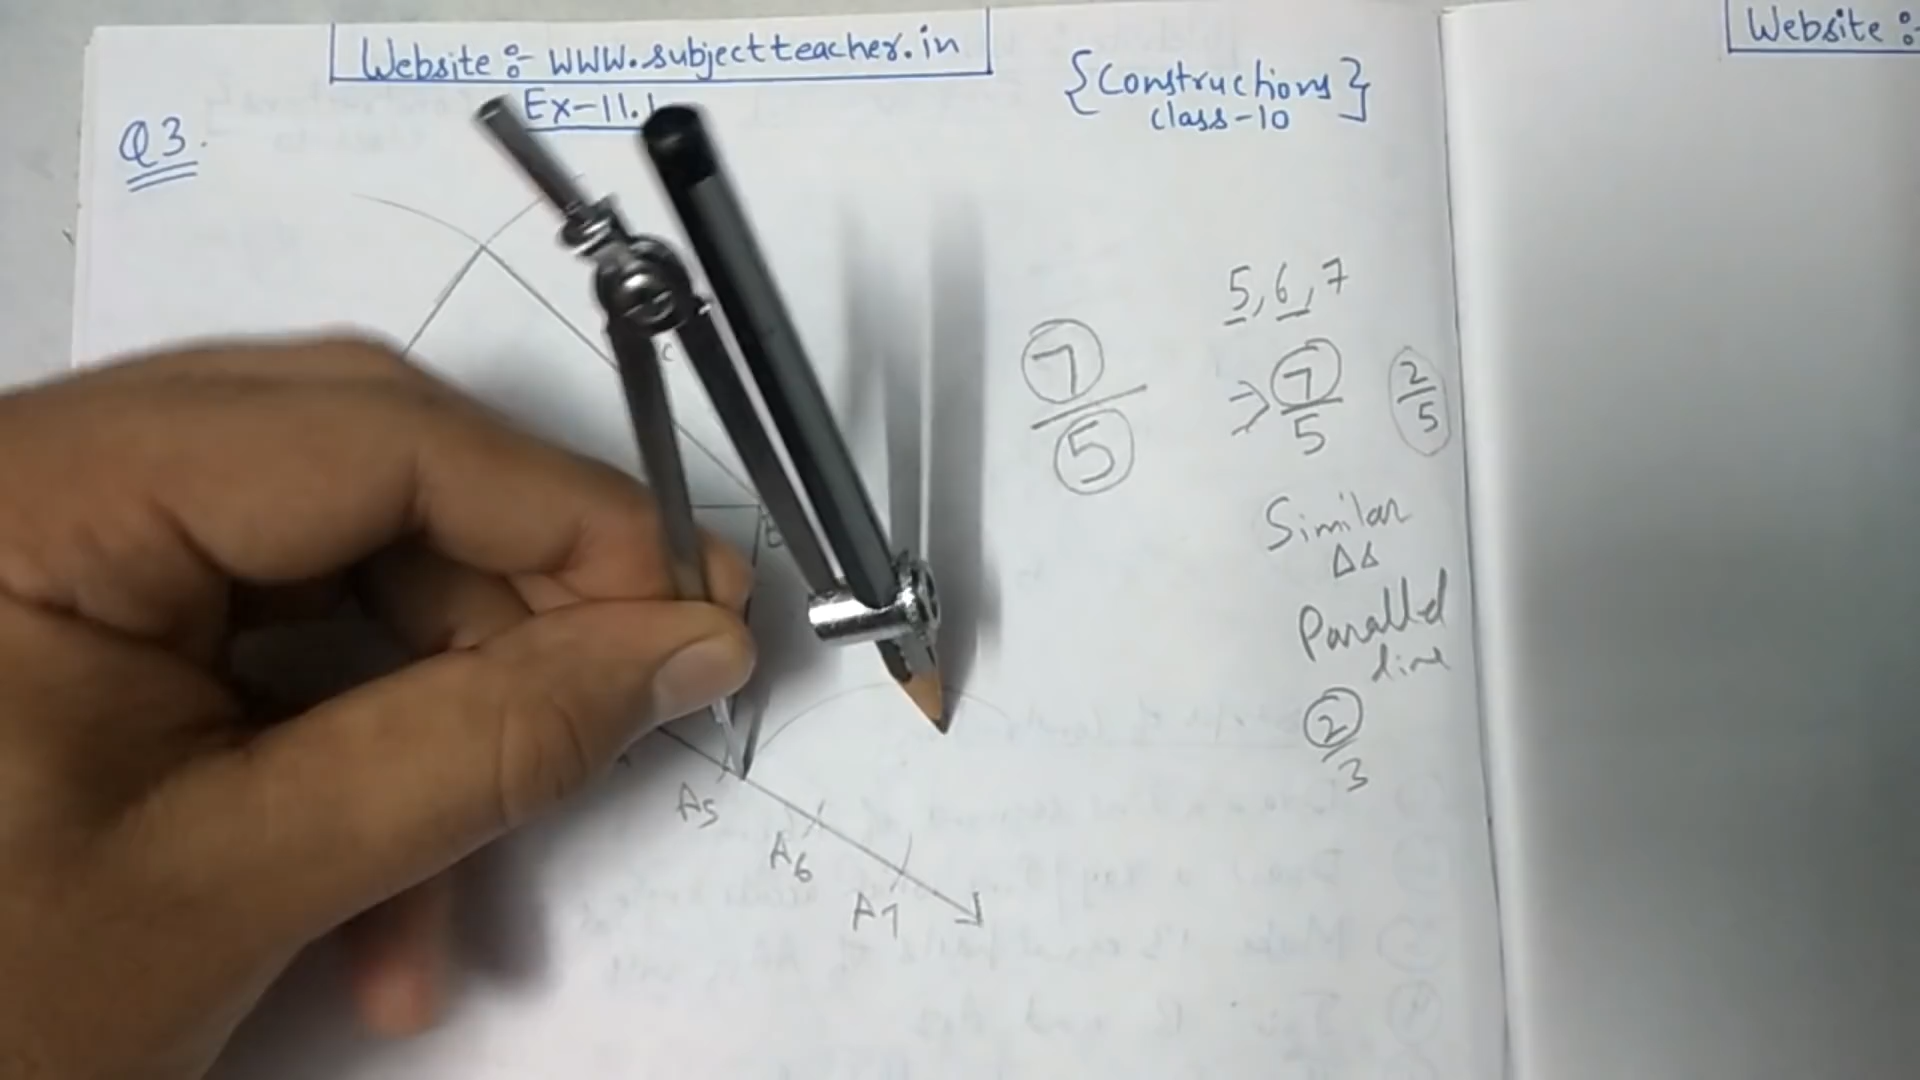 Website :- www.subjectteacher.in
Website :-
Ex-11.1
{Constructions}
class-10
Q3.
5, 6, 7
7
5
⇒ 7
5
2
5
Similar
Δs
Parallel
line
2
3
C
B
A5
A6
A7